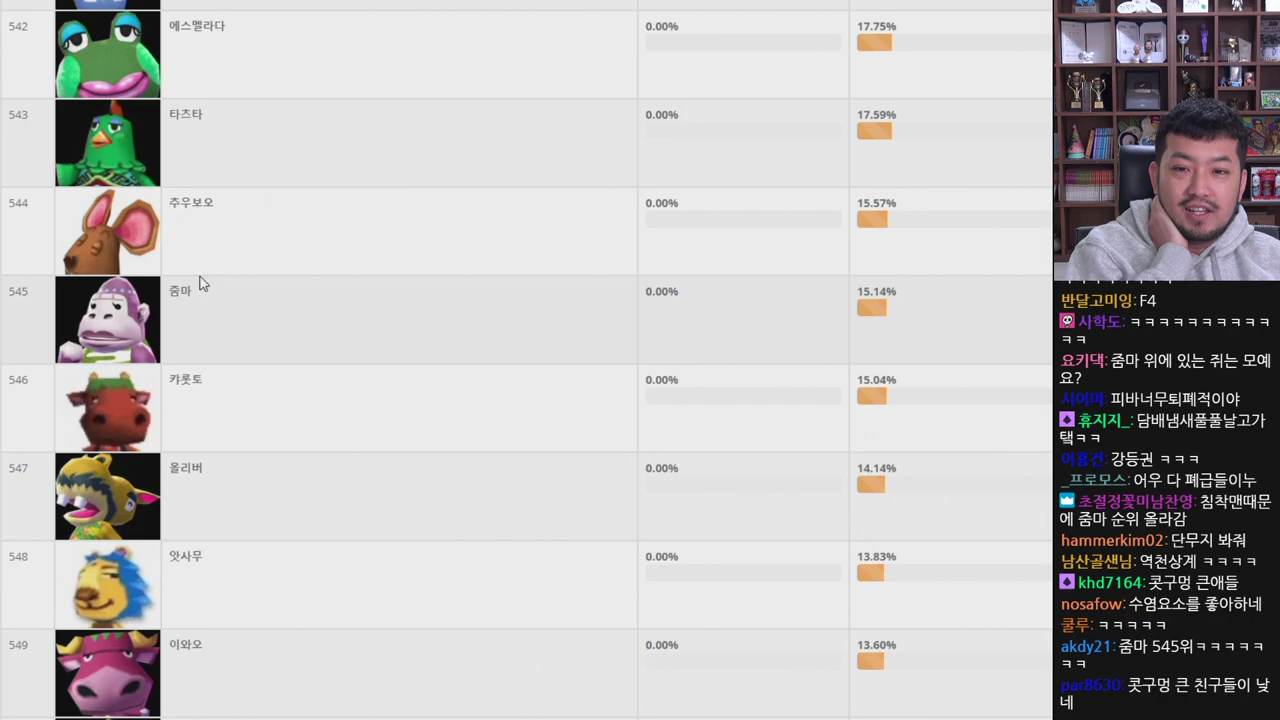 542
에스멜라다
0.00%
17.75%
543
타츠타
0.00%
17.59%
544
추우보오
0.00%
15.57%
545
줌마
0.00%
15.14%
546
캬롯토
0.00%
15.04%
547
올리버
0.00%
14.14%
548
앗사무
0.00%
13.83%
549
이와오
0.00%
13.60%
반달고미잉: F4
사학도: ㅋㅋㅋㅋㅋㅋㅋㅋㅋㅋ
ㅋㅋ
요키댁: 줌마 위에 있는 쥐는 모예
요?
시어머: 피바너무퇴폐적이야
휴지지_: 담배냄새풀풀날고가
탴ㅋㅋ
이흥건: 강등권 ㅋㅋㅋ
_프로모스: 어우 다 폐급들이누
초절정꽃미남찬영: 침착맨때문
에 줌마 순위 올라감
hammerkim02: 단무지 봐줘
남산골샌님: 역천상계 ㅋㅋㅋㅋ
khd7164: 콧구멍 큰애들
nosafow: 수염요소를 좋아하네
쿨루: ㅋㅋㅋㅋㅋ
akdy21: 줌마 545위ㅋㅋㅋㅋㅋ
ㅋㅋ
par8630: 콧구멍 큰 친구들이 낮
네